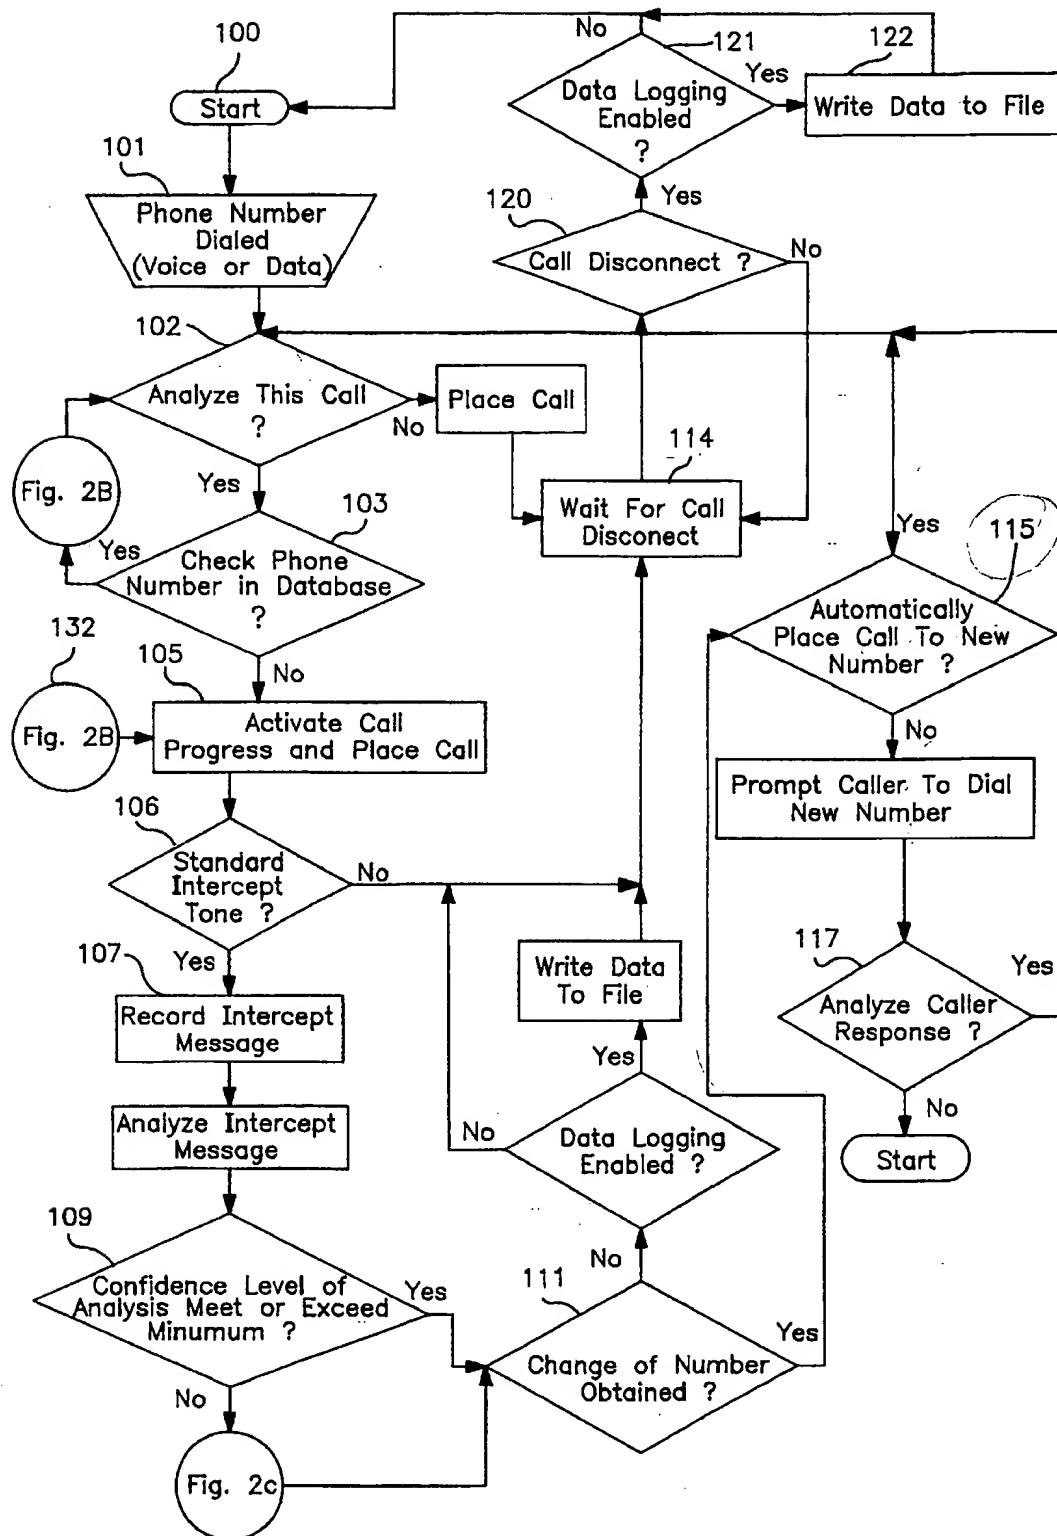 100
Start
101
Phone Number
Dialed
(Voice or Data)
102
Analyze This Call
?
No
Place Call
Yes
Fig. 2B
103
Yes
Check Phone
Number in Database
?
No
132
Fig. 2B
105
Activate Call
Progress and Place Call
106
Standard
Intercept
Tone ?
No
Yes
107
Record Intercept
Message
Analyze Intercept
Message
109
Confidence Level of
Analysis Meet or Exceed
Minumum ?
Yes
No
Fig. 2c
111
Change of Number
Obtained ?
Yes
No
Data Logging
Enabled ?
No
Yes
Write Data
To File
114
Wait For Call
Disconect
120
Call Disconnect ?
No
Yes
121
Data Logging
Enabled
?
No
Yes
122
Write Data to File
Yes
115
Automatically
Place Call To New
Number ?
No
Prompt Caller To Dial
New Number
117
Analyze Caller
Response ?
Yes
No
Start